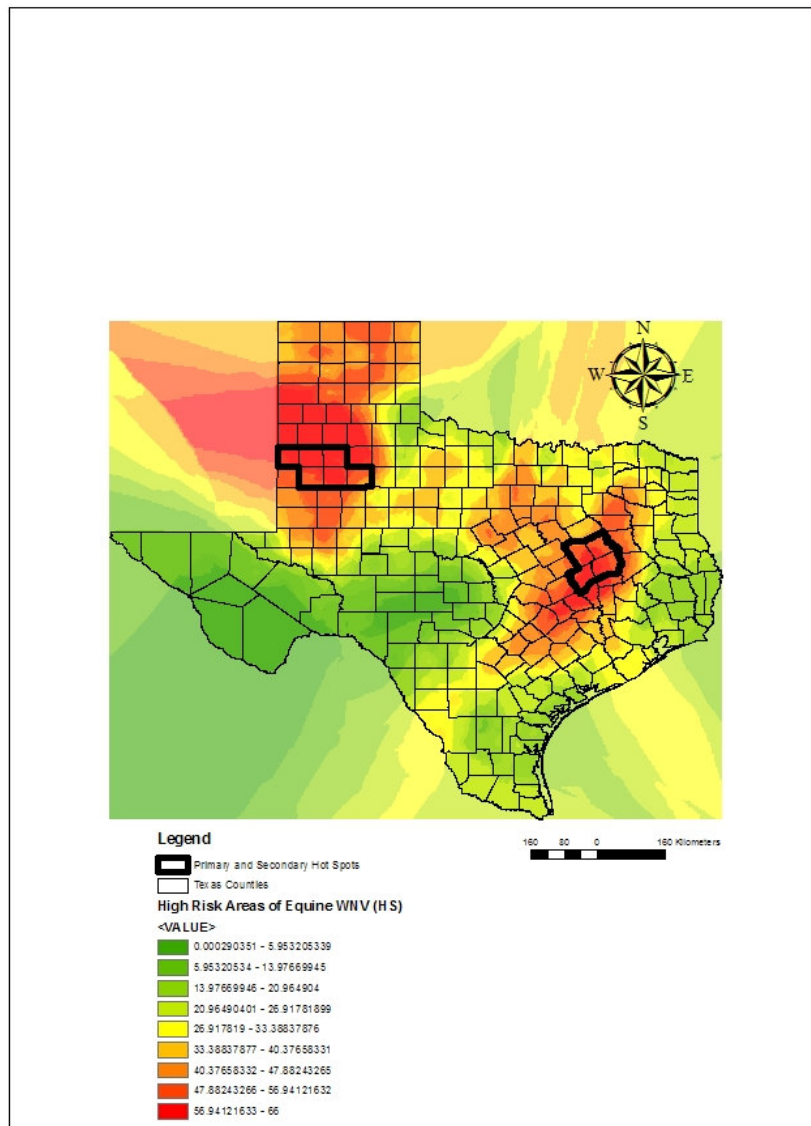 N
W E
S
Legend
Primary and Secondary Hot Spots
Texas Counties
160 80 0 160 Kilometers
High Risk Areas of Equine WNV (HS)
<VALUE>
0.000290351 - 5.953205339
5.95320534 - 13.97669945
13.97669946 - 20.964904
20.96490401 - 26.91781899
26.917819 - 33.38837876
33.38837877 - 40.37658331
40.37658332 - 47.88243265
47.88243266 - 56.94121632
56.94121633 - 66